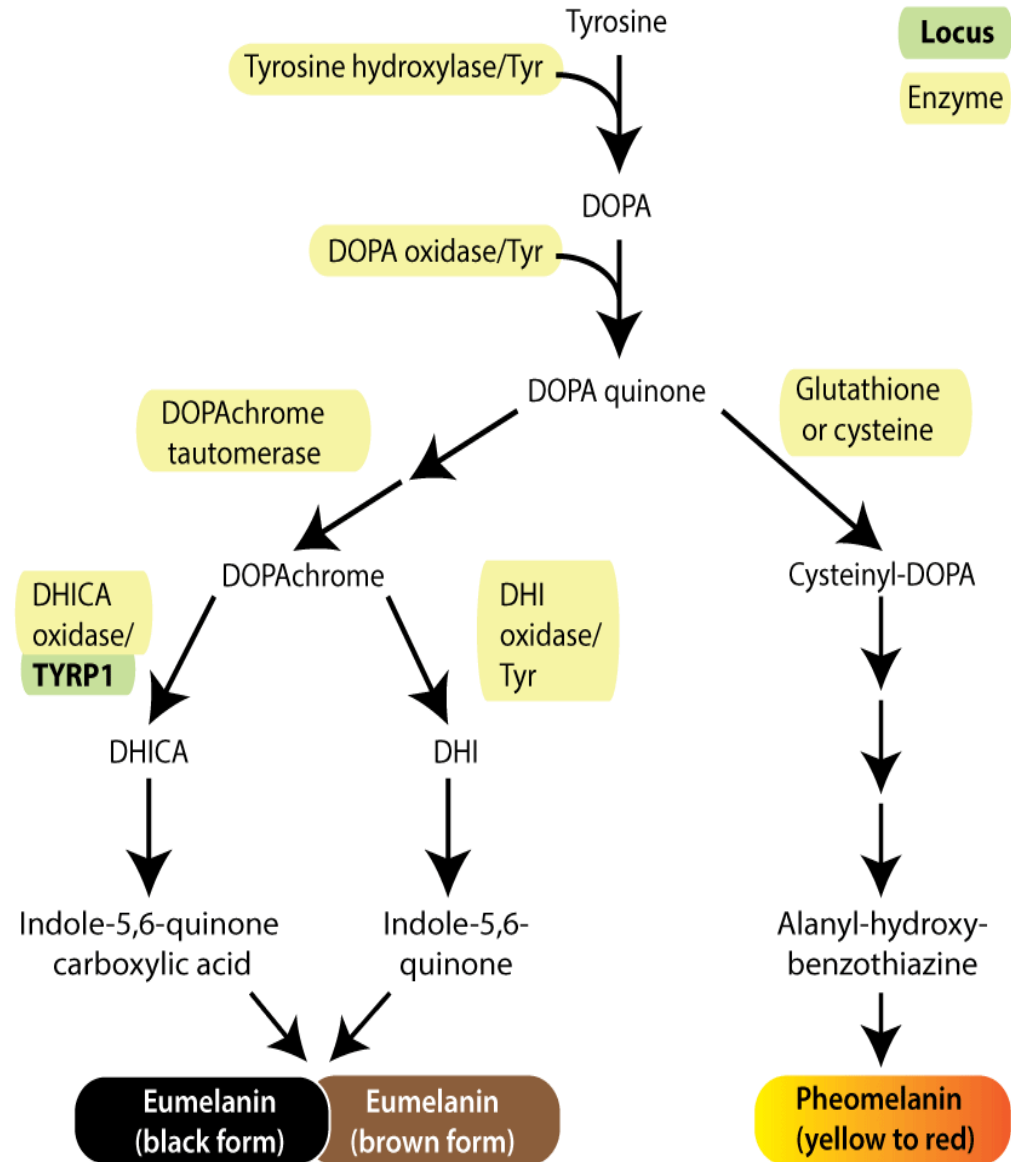 Tyrosine
Locus
Tyrosine hydroxylase/Tyr
Enzyme
DOPA
DOPA oxidase/Tyr
DOPA quinone
DOPAchrome
tautomerase
Glutathione
or cysteine
DOPAchrome
Cysteinyl-DOPA
DHICA
oxidase/
TYRP1
DHI
oxidase/
Tyr
DHICA
DHI
Indole-5,6-quinone
carboxylic acid
Indole-5,6-
quinone
Alanyl-hydroxy-
benzothiazine
Eumelanin
(black form)
Eumelanin
(brown form)
Pheomelanin
(yellow to red)